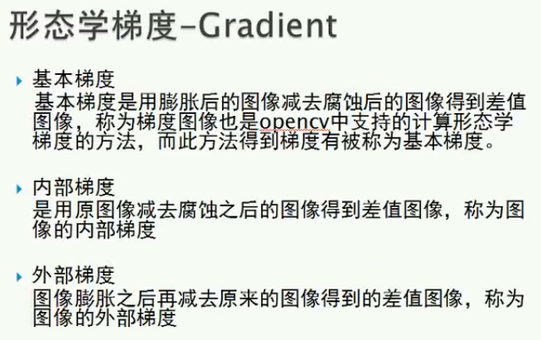 形态学梯度-Gradient
基本梯度
基本梯度是用膨胀后的图像减去腐蚀后的图像得到差值
图像，称为梯度图像也是opencv中支持的计算形态学
梯度的方法，而此方法得到梯度有被称为基本梯度。
内部梯度
是用原图像减去腐蚀之后的图像得到差值图像，称为图
像的内部梯度
外部梯度
图像膨胀之后再减去原来的图像得到的差值图像，称为
图像的外部梯度